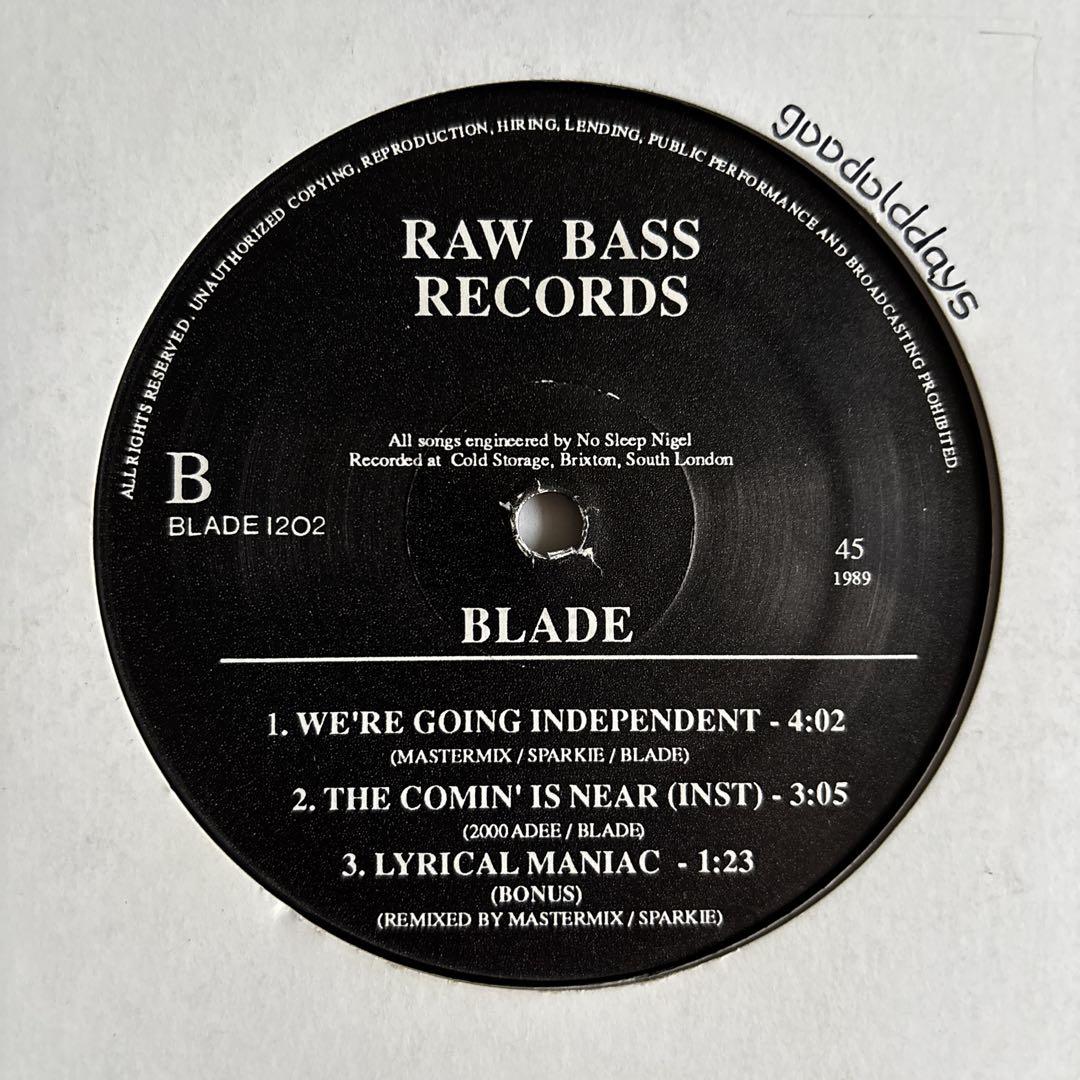 ALL RIGHTS RESERVED. UNAUTHORIZED COPYING, REPRODUCTION, HIRING, LENDING, PUBLIC PERFORMANCE AND BROADCASTING PROHIBITED.
goodolddays
RAW BASS
RECORDS
All songs engineered by No Sleep Nigel
Recorded at Cold Storage, Brixton, South London
B
BLADE 1202
45
1989
BLADE
1. WE'RE GOING INDEPENDENT - 4:02
(MASTERMIX / SPARKIE / BLADE)
2. THE COMIN' IS NEAR (INST) - 3:05
(2000 ADEE / BLADE)
3. LYRICAL MANIAC - 1:23
(BONUS)
(REMIXED BY MASTERMIX / SPARKIE)